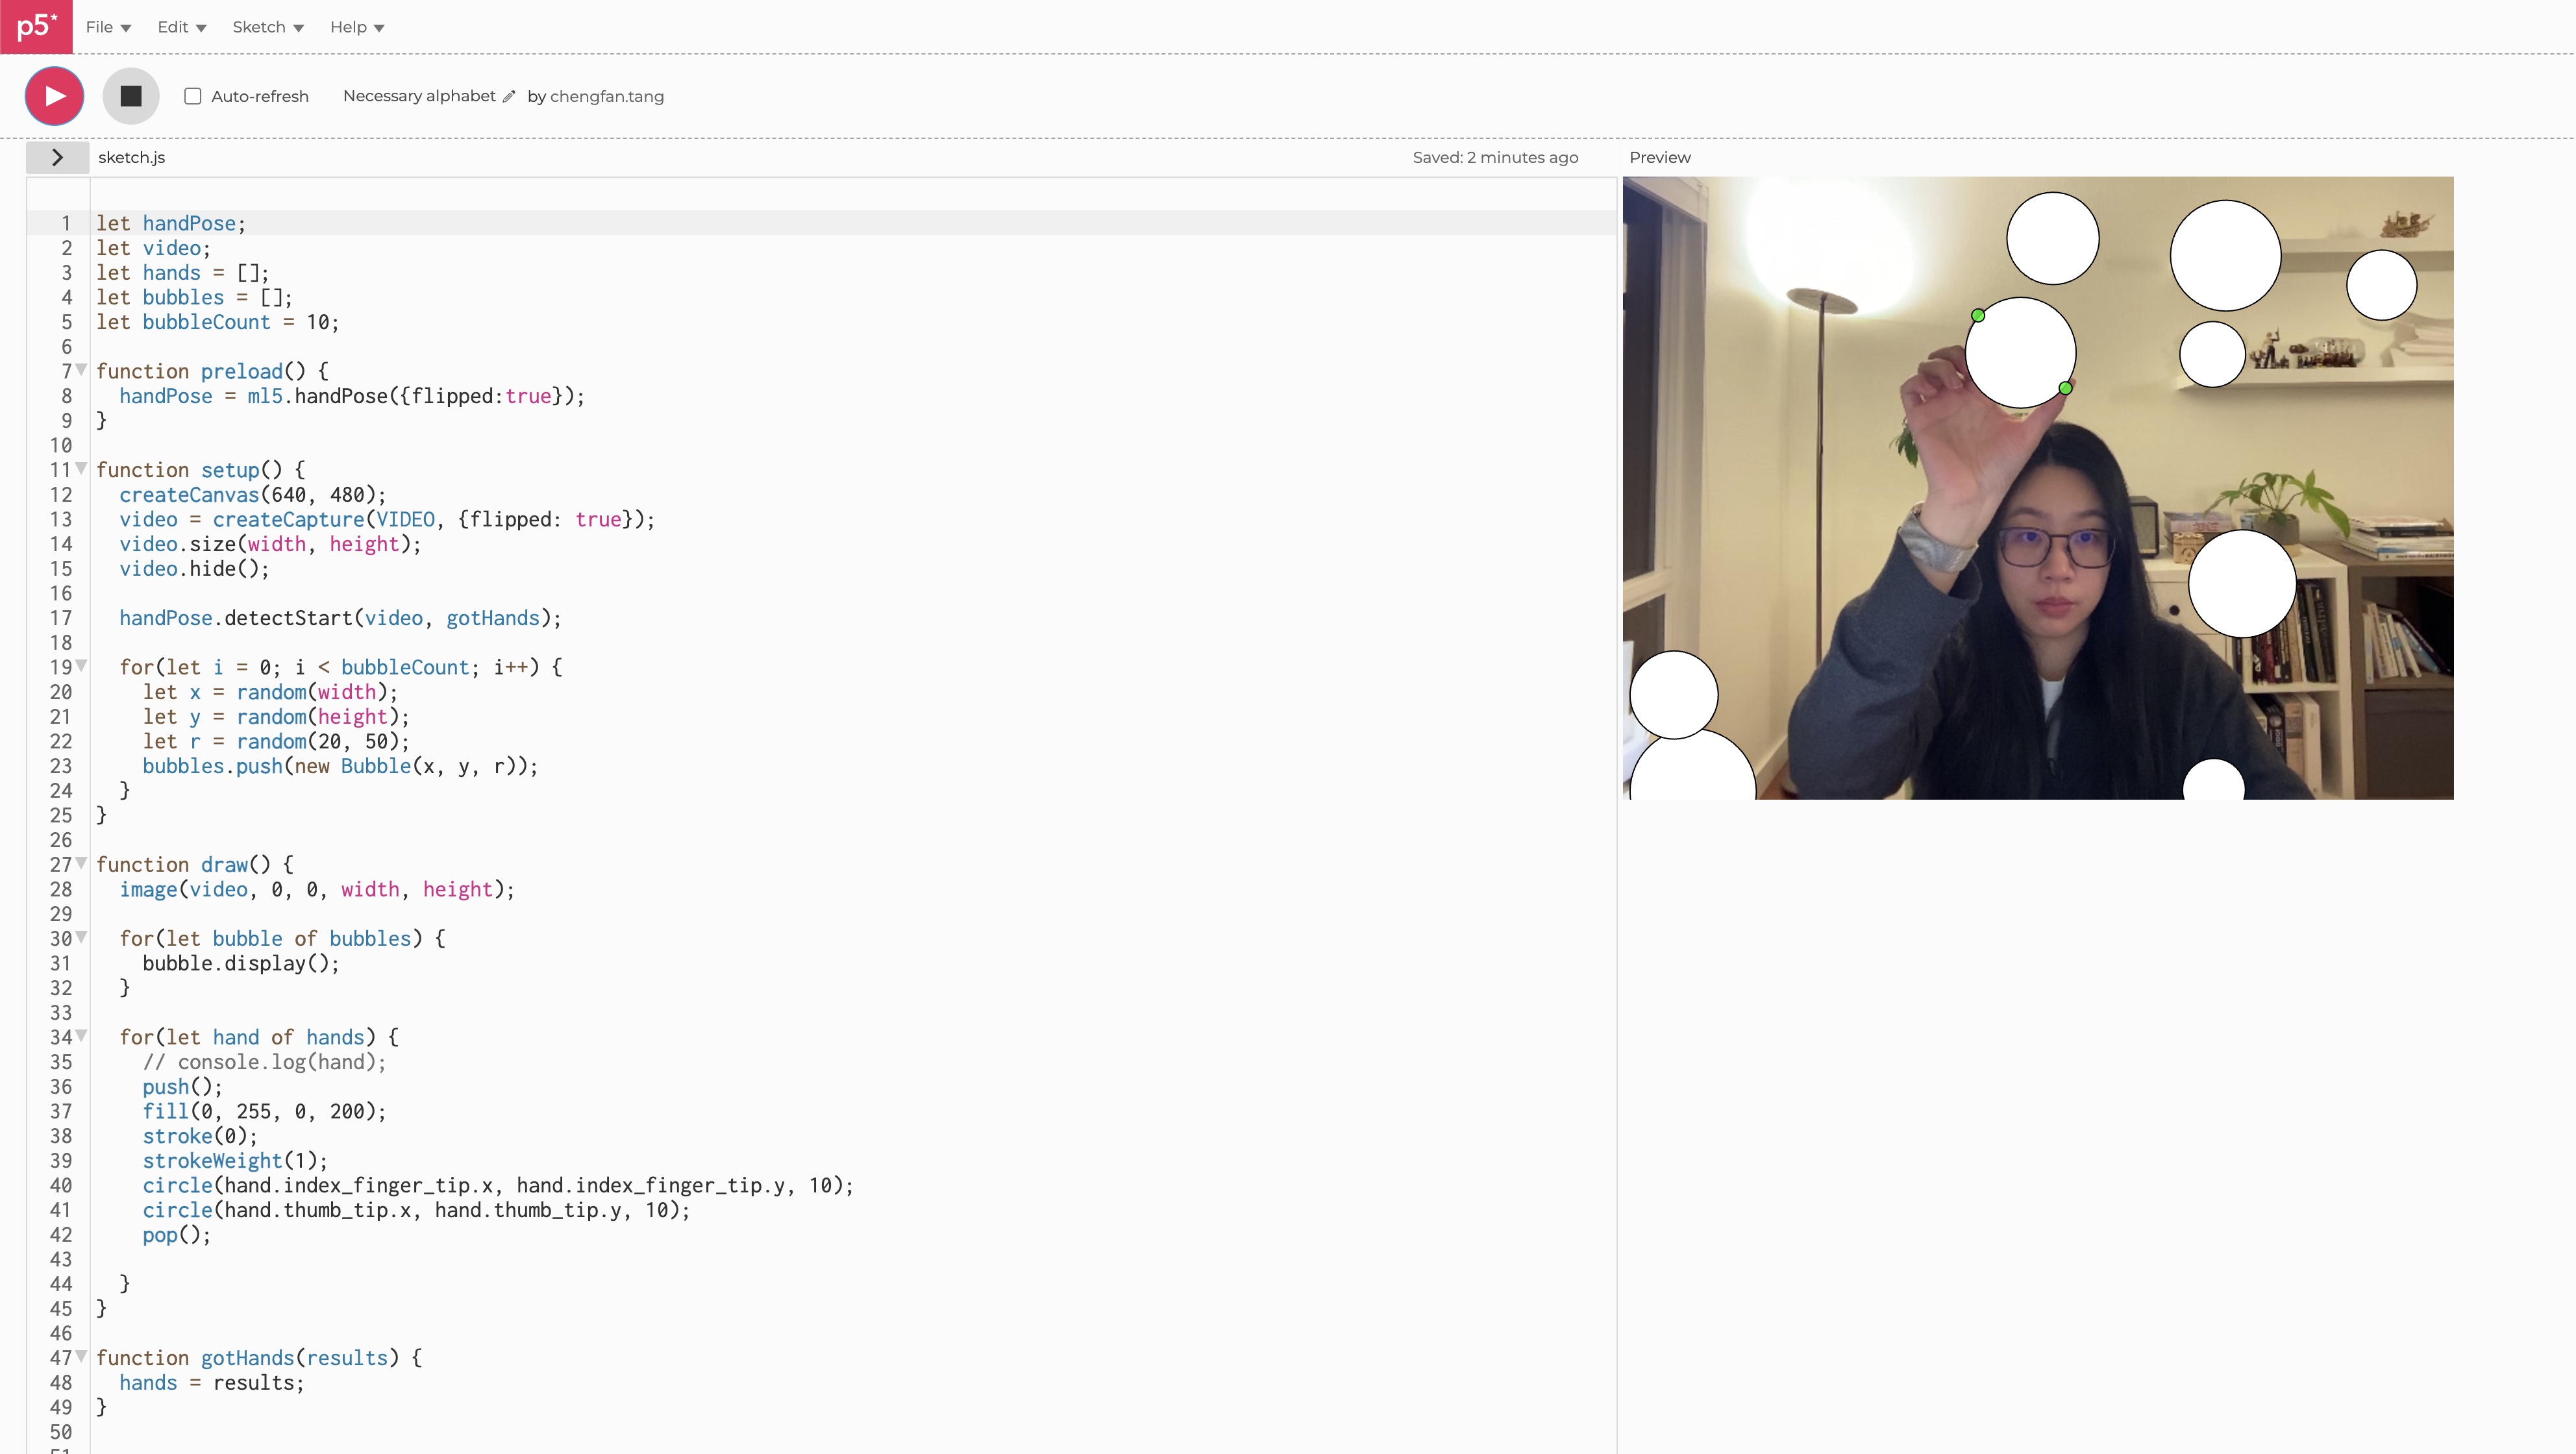 p5* File Edit Sketch Help
Auto-refresh Necessary alphabet by chengfan.tang
sketch.js Saved: 2 minutes ago Preview
1 let handPose;
2 let video;
3 let hands = [];
4 let bubbles = [];
5 let bubbleCount = 10;
6
7 function preload() {
8   handPose = ml5.handPose({flipped:true});
9 }
10
11 function setup() {
12   createCanvas(640, 480);
13   video = createCapture(VIDEO, {flipped: true});
14   video.size(width, height);
15   video.hide();
16
17   handPose.detectStart(video, gotHands);
18
19   for(let i = 0; i < bubbleCount; i++) {
20     let x = random(width);
21     let y = random(height);
22     let r = random(20, 50);
23     bubbles.push(new Bubble(x, y, r));
24   }
25 }
26
27 function draw() {
28   image(video, 0, 0, width, height);
29
30   for(let bubble of bubbles) {
31     bubble.display();
32   }
33
34   for(let hand of hands) {
35     // console.log(hand);
36     push();
37     fill(0, 255, 0, 200);
38     stroke(0);
39     strokeWeight(1);
40     circle(hand.index_finger_tip.x, hand.index_finger_tip.y, 10);
41     circle(hand.thumb_tip.x, hand.thumb_tip.y, 10);
42     pop();
43
44   }
45 }
46
47 function gotHands(results) {
48   hands = results;
49 }
50